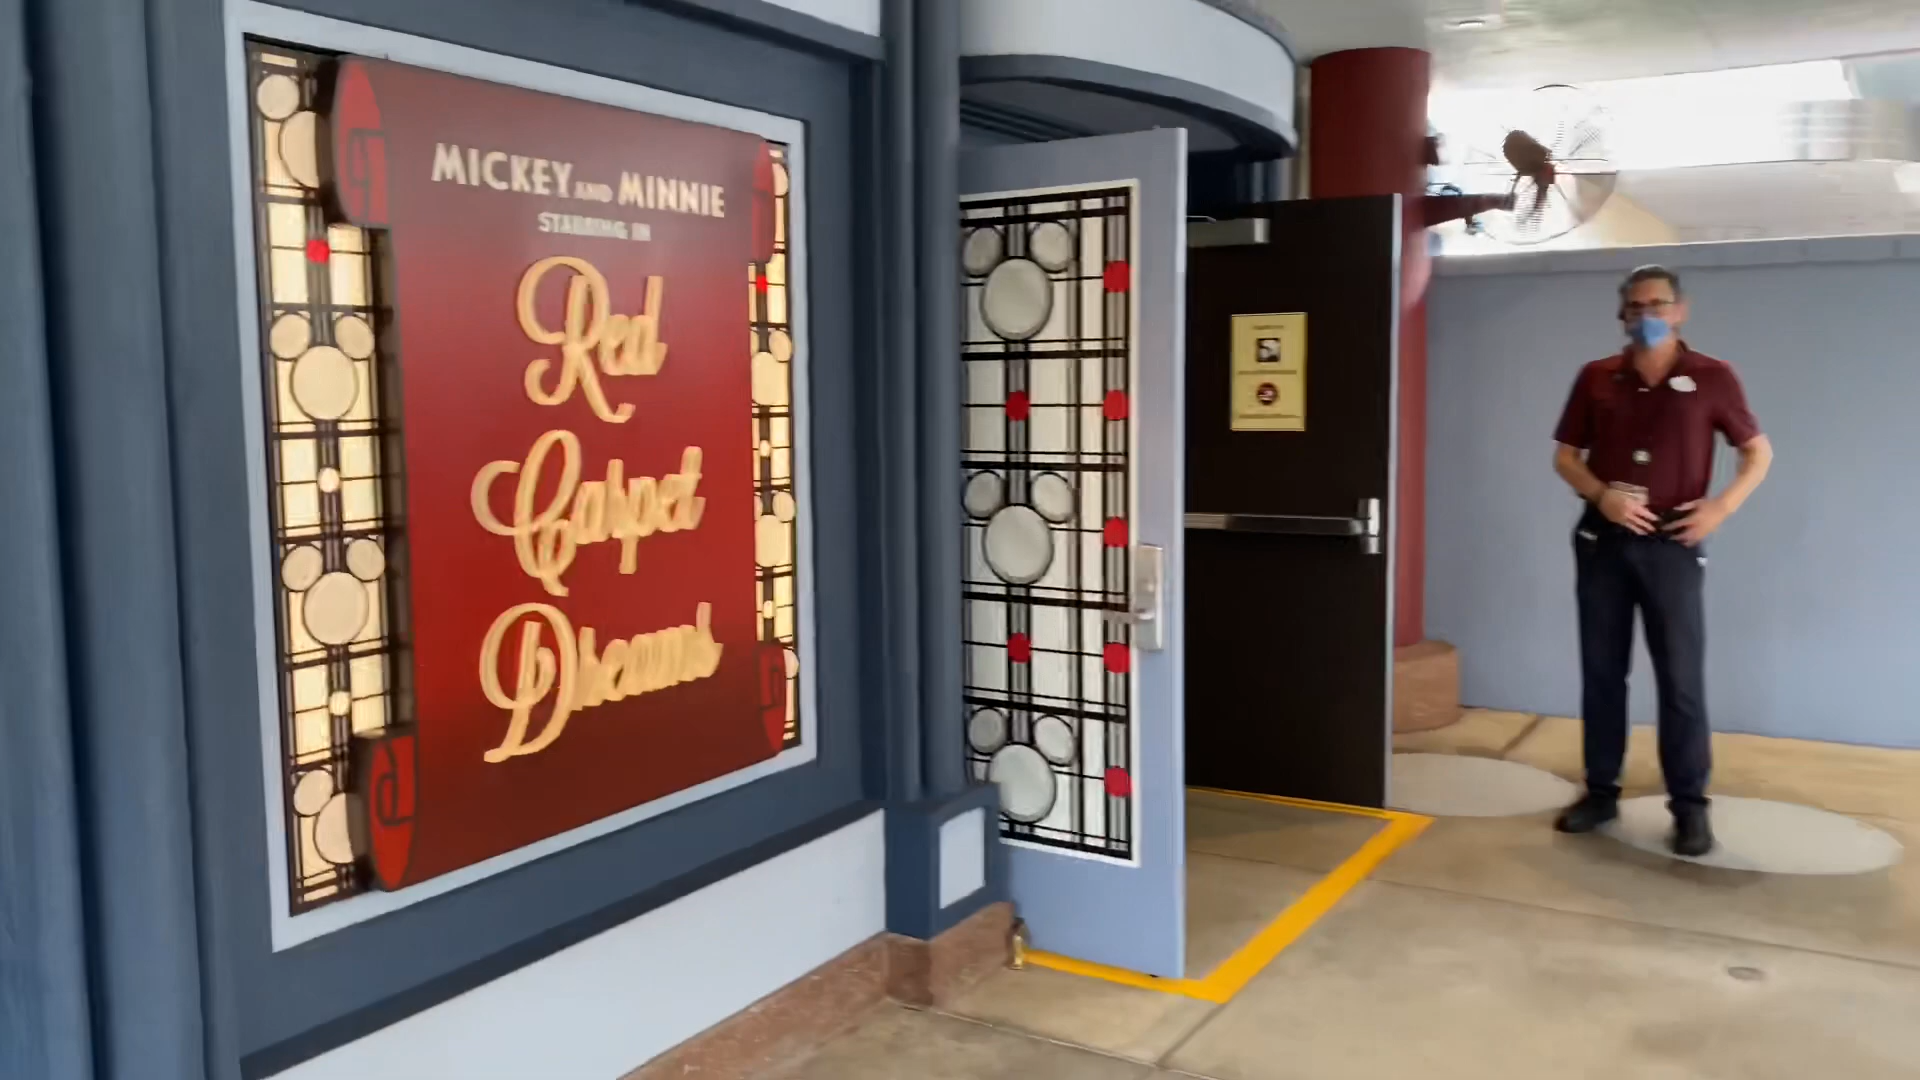 MICKEY AND MINNIE
STARRING IN
Red
Carpet
Dreams